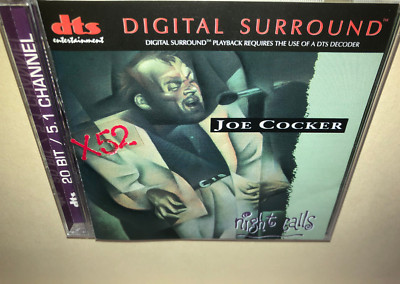 dts DIGITAL SURROUND™
entertainment
DIGITAL SURROUND™ PLAYBACK REQUIRES THE USE OF A DTS DECODER
dts 20 BIT / 5.1 CHANNEL
X52
JOE COCKER
night calls